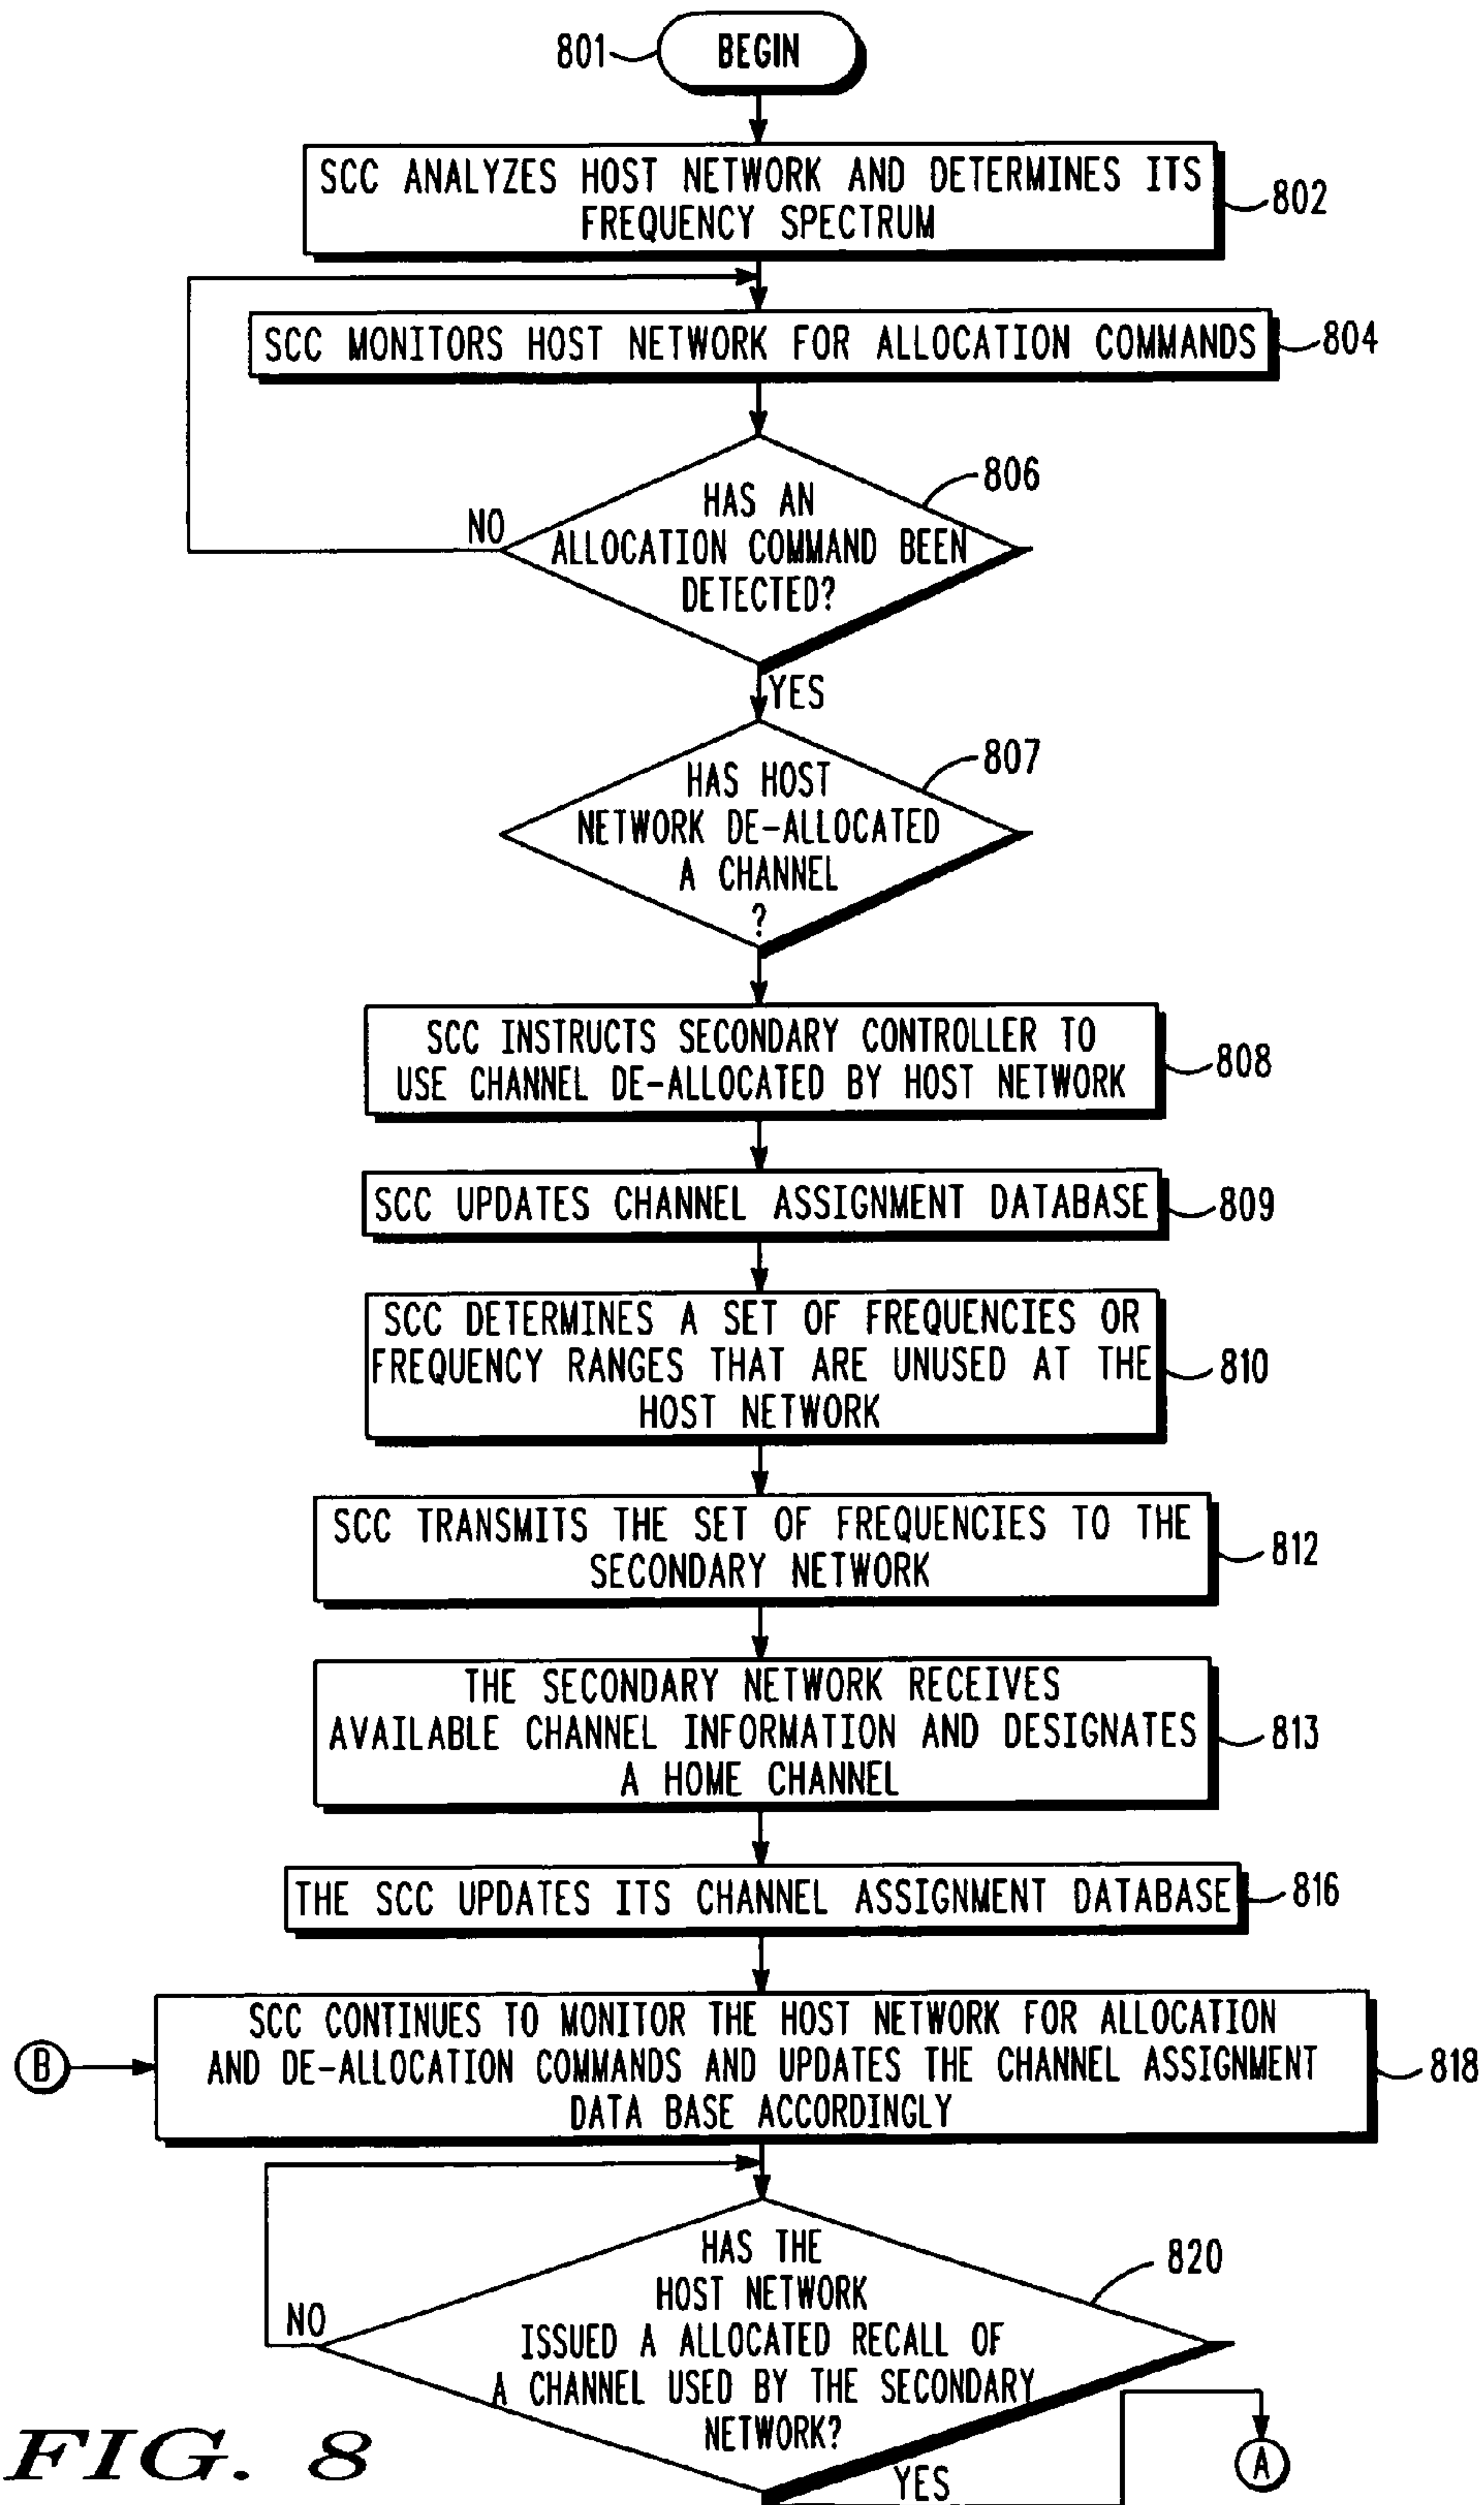 801
BEGIN
SCC ANALYZES HOST NETWORK AND DETERMINES ITS
FREQUENCY SPECTRUM
802
SCC MONITORS HOST NETWORK FOR ALLOCATION COMMANDS
804
806
HAS AN
ALLOCATION COMMAND BEEN
DETECTED?
NO
YES
807
HAS HOST
NETWORK DE-ALLOCATED
A CHANNEL
?
SCC INSTRUCTS SECONDARY CONTROLLER TO
USE CHANNEL DE-ALLOCATED BY HOST NETWORK
808
SCC UPDATES CHANNEL ASSIGNMENT DATABASE
809
SCC DETERMINES A SET OF FREQUENCIES OR
FREQUENCY RANGES THAT ARE UNUSED AT THE
HOST NETWORK
810
SCC TRANSMITS THE SET OF FREQUENCIES TO THE
SECONDARY NETWORK
812
THE SECONDARY NETWORK RECEIVES
AVAILABLE CHANNEL INFORMATION AND DESIGNATES
A HOME CHANNEL
813
THE SCC UPDATES ITS CHANNEL ASSIGNMENT DATABASE
816
B
SCC CONTINUES TO MONITOR THE HOST NETWORK FOR ALLOCATION
AND DE-ALLOCATION COMMANDS AND UPDATES THE CHANNEL ASSIGNMENT
DATA BASE ACCORDINGLY
818
820
HAS THE
HOST NETWORK
ISSUED A ALLOCATED RECALL OF
A CHANNEL USED BY THE SECONDARY
NETWORK?
NO
YES
A
FIG. 8